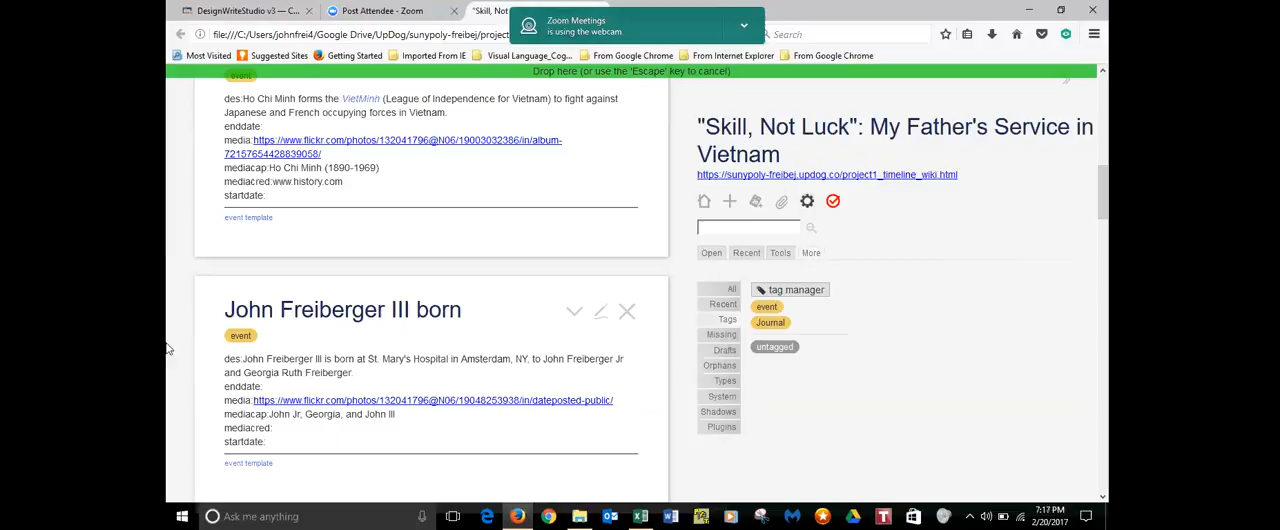 DesignWriteStudio v3 — C...
Post Attendee - Zoom
"Skill, Not Luck"
Zoom Meetings
is using the webcam
file:///C:/Users/johnfrei4/Google Drive/UpDog/sunypoly-freibej/project
Search
Most Visited
Suggested Sites
Getting Started
Imported From IE
Visual Language_Cog...
From Google Chrome
From Internet Explorer
From Google Chrome
Drop here (or use the 'Escape' key to cancel)
event
des:Ho Chi Minh forms the VietMinh (League of Independence for Vietnam) to fight against
Japanese and French occupying forces in Vietnam.
enddate:
media:https://www.flickr.com/photos/132041796@N06/19003032386/in/album-
72157654428839058/
mediacap:Ho Chi Minh (1890-1969)
mediacred:www.history.com
startdate:
event template
John Freiberger III born
event
des:John Freiberger III is born at St. Mary's Hospital in Amsterdam, NY, to John Freiberger Jr
and Georgia Ruth Freiberger.
enddate:
media:https://www.flickr.com/photos/132041796@N06/19048253938/in/dateposted-public/
mediacap:John Jr, Georgia, and John III
mediacred:
startdate:
event template
"Skill, Not Luck": My Father's Service in
Vietnam
https://sunypoly-freibej.updog.co/project1_timeline_wiki.html
Open
Recent
Tools
More
All
Recent
Tags
Missing
Drafts
Orphans
Types
System
Shadows
Plugins
tag manager
event
Journal
untagged
Ask me anything
7:17 PM
2/20/2017